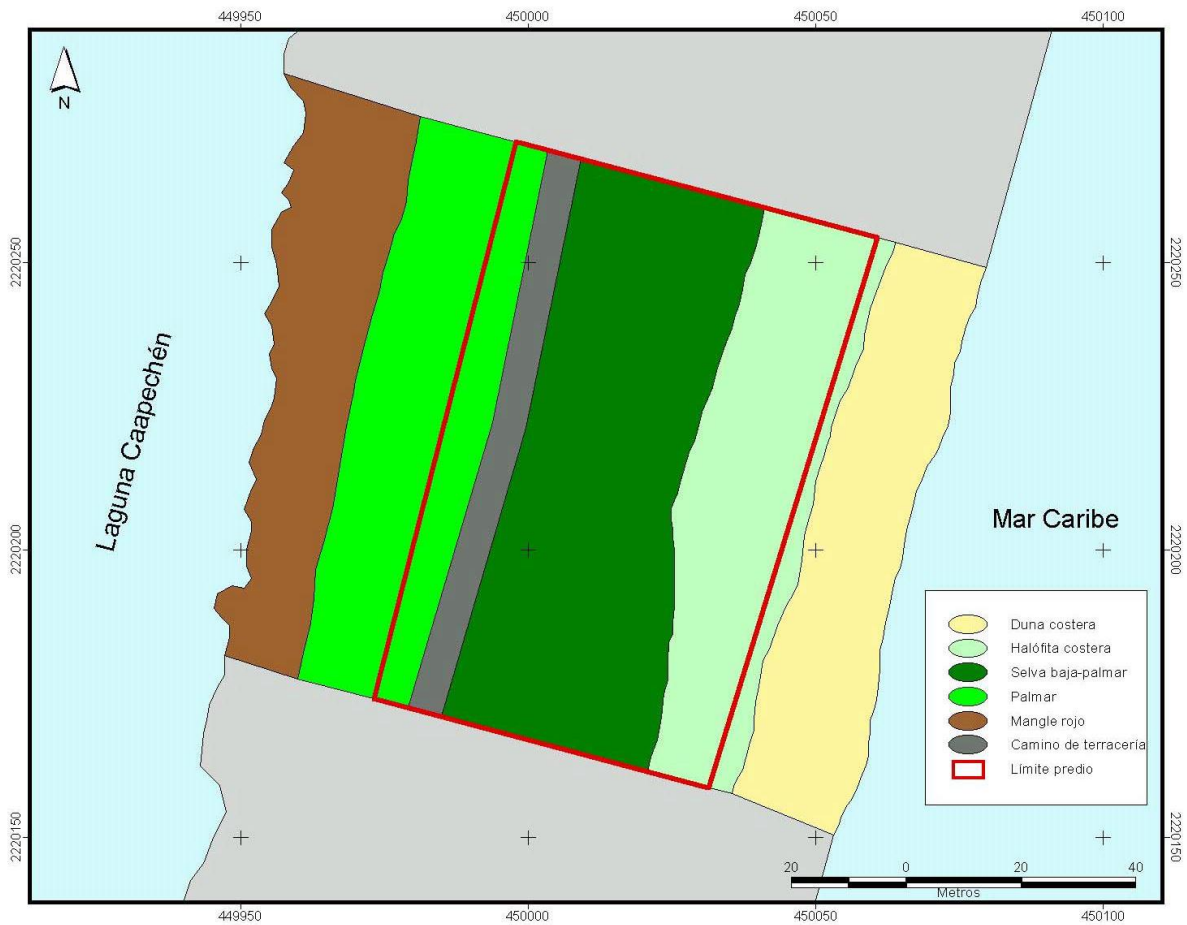 449950 450000 450050 450100
N
2220250
2220250
Laguna Caapechén
Mar Caribe
2220200
2220200
Duna costera
Halófita costera
Selva baja-palmar
Palmar
Mangle rojo
Camino de terracería
Límite predio
2220150
2220150
20 0 20 40
Metros
449950 450000 450050 450100